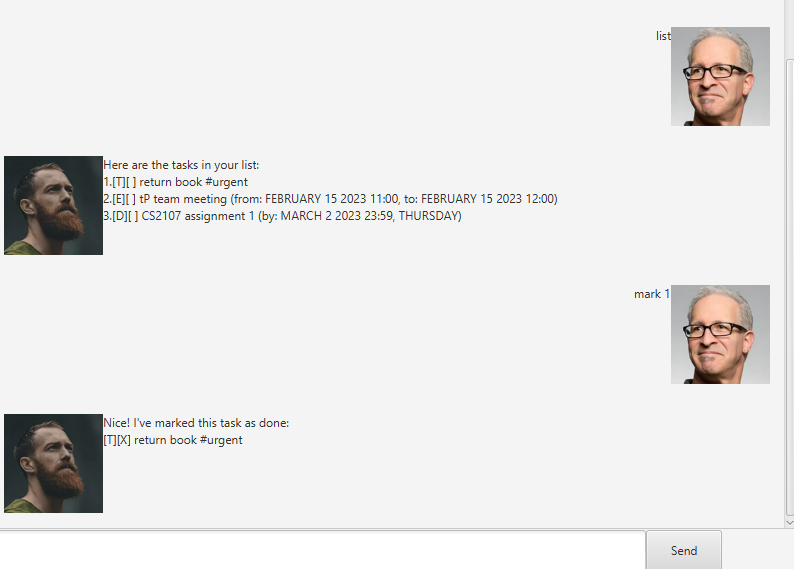 list
Here are the tasks in your list:
1.[T][ ] return book #urgent
2.[E][ ] tP team meeting (from: FEBRUARY 15 2023 11:00, to: FEBRUARY 15 2023 12:00)
3.[D][ ] CS2107 assignment 1 (by: MARCH 2 2023 23:59, THURSDAY)
mark 1
Nice! I've marked this task as done:
[T][X] return book #urgent
Send